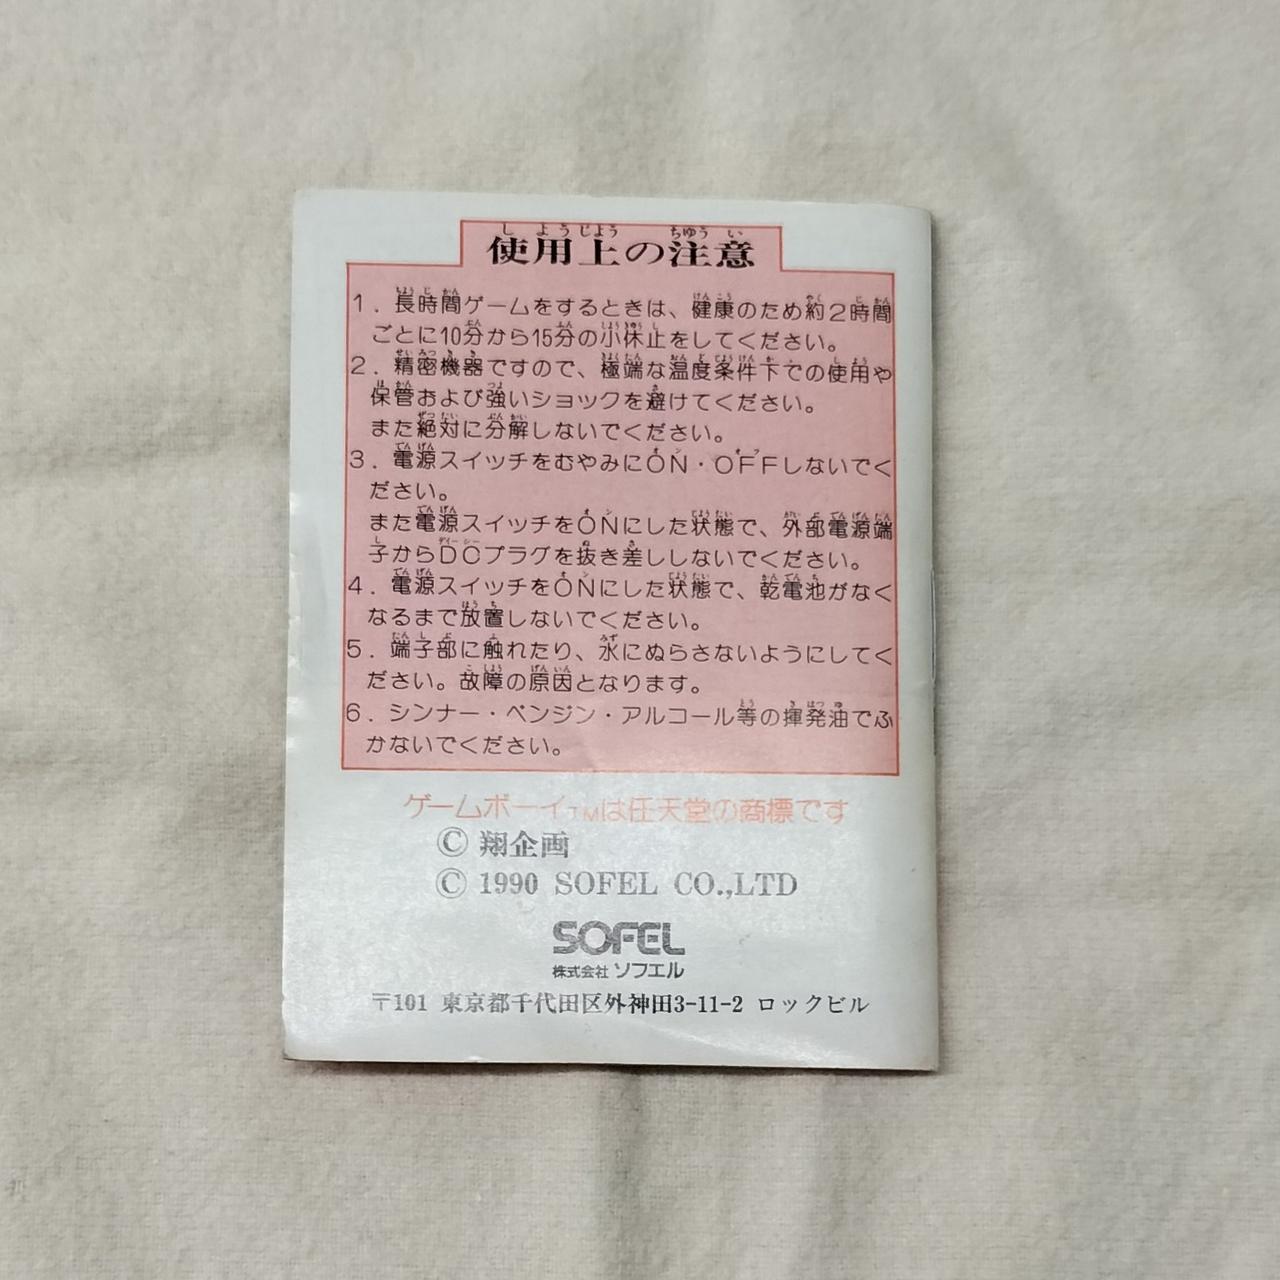 使用上の注意
1．長時間ゲームをするときは、健康のため約2時間
ごとに10分から15分の小休止をしてください。
2．精密機器ですので、極端な温度条件下での使用や
保管および強いショックを避けてください。
また絶対に分解しないでください。
3．電源スイッチをむやみにON・OFFしないでく
ださい。
また電源スイッチをONにした状態で、外部電源端
子からDCプラグを抜き差ししないでください。
4．電源スイッチをONにした状態で、乾電池がなく
なるまで放置しないでください。
5．端子部に触れたり、水にぬらさないようにしてく
ださい。故障の原因となります。
6．シンナー・ベンジン・アルコール等の揮発油でふ
かないでください。
ゲームボーイTMは任天堂の商標です
© 翔企画
© 1990 SOFEL CO.,LTD
SOFEL
株式会社 ソフエル
〒101 東京都千代田区外神田3-11-2 ロックビル